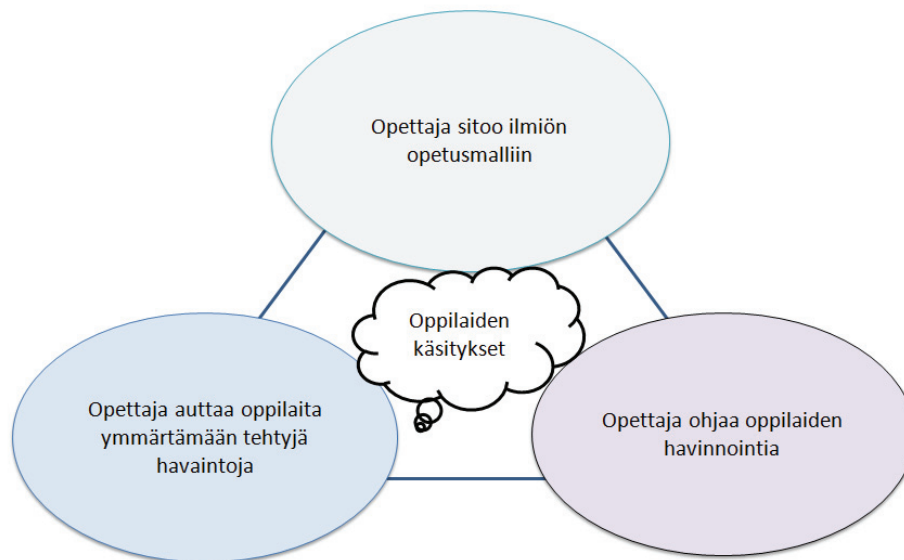 Opettaja sitoo ilmiön
opetusmalliin
Oppilaiden
käsitykset
Opettaja auttaa oppilaita
ymmärtämään tehtyjä
havaintoja
Opettaja ohjaa oppilaiden
havinnointia